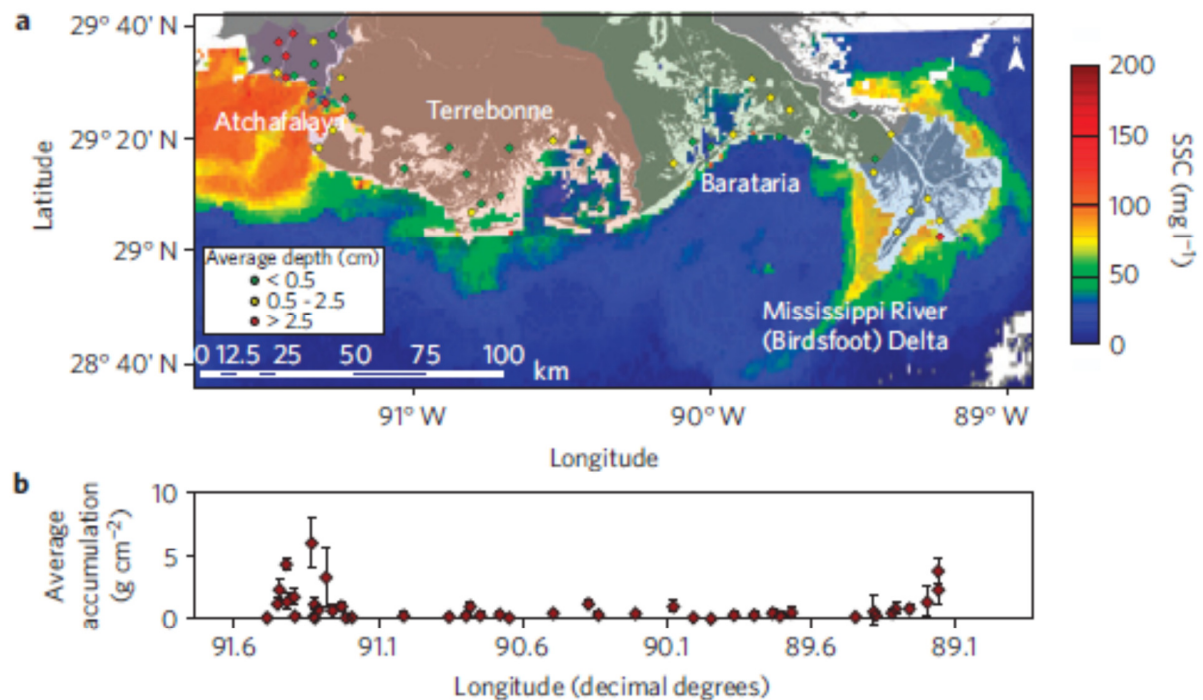 a
29° 40' N
29° 20' N
29° N
28° 40' N
Latitude
Atchafalaya
Terrebonne
Barataria
Mississippi River
(Birdsfoot) Delta
N
Average depth (cm)
< 0.5
0.5 - 2.5
> 2.5
0 12.5 25 50 75 100
km
91° W 90° W 89° W
Longitude
200
150
100
50
0
SSC (mg l⁻¹)
b
Average
accumulation
(g cm⁻²)
10
5
0
91.6 91.1 90.6 90.1 89.6 89.1
Longitude (decimal degrees)